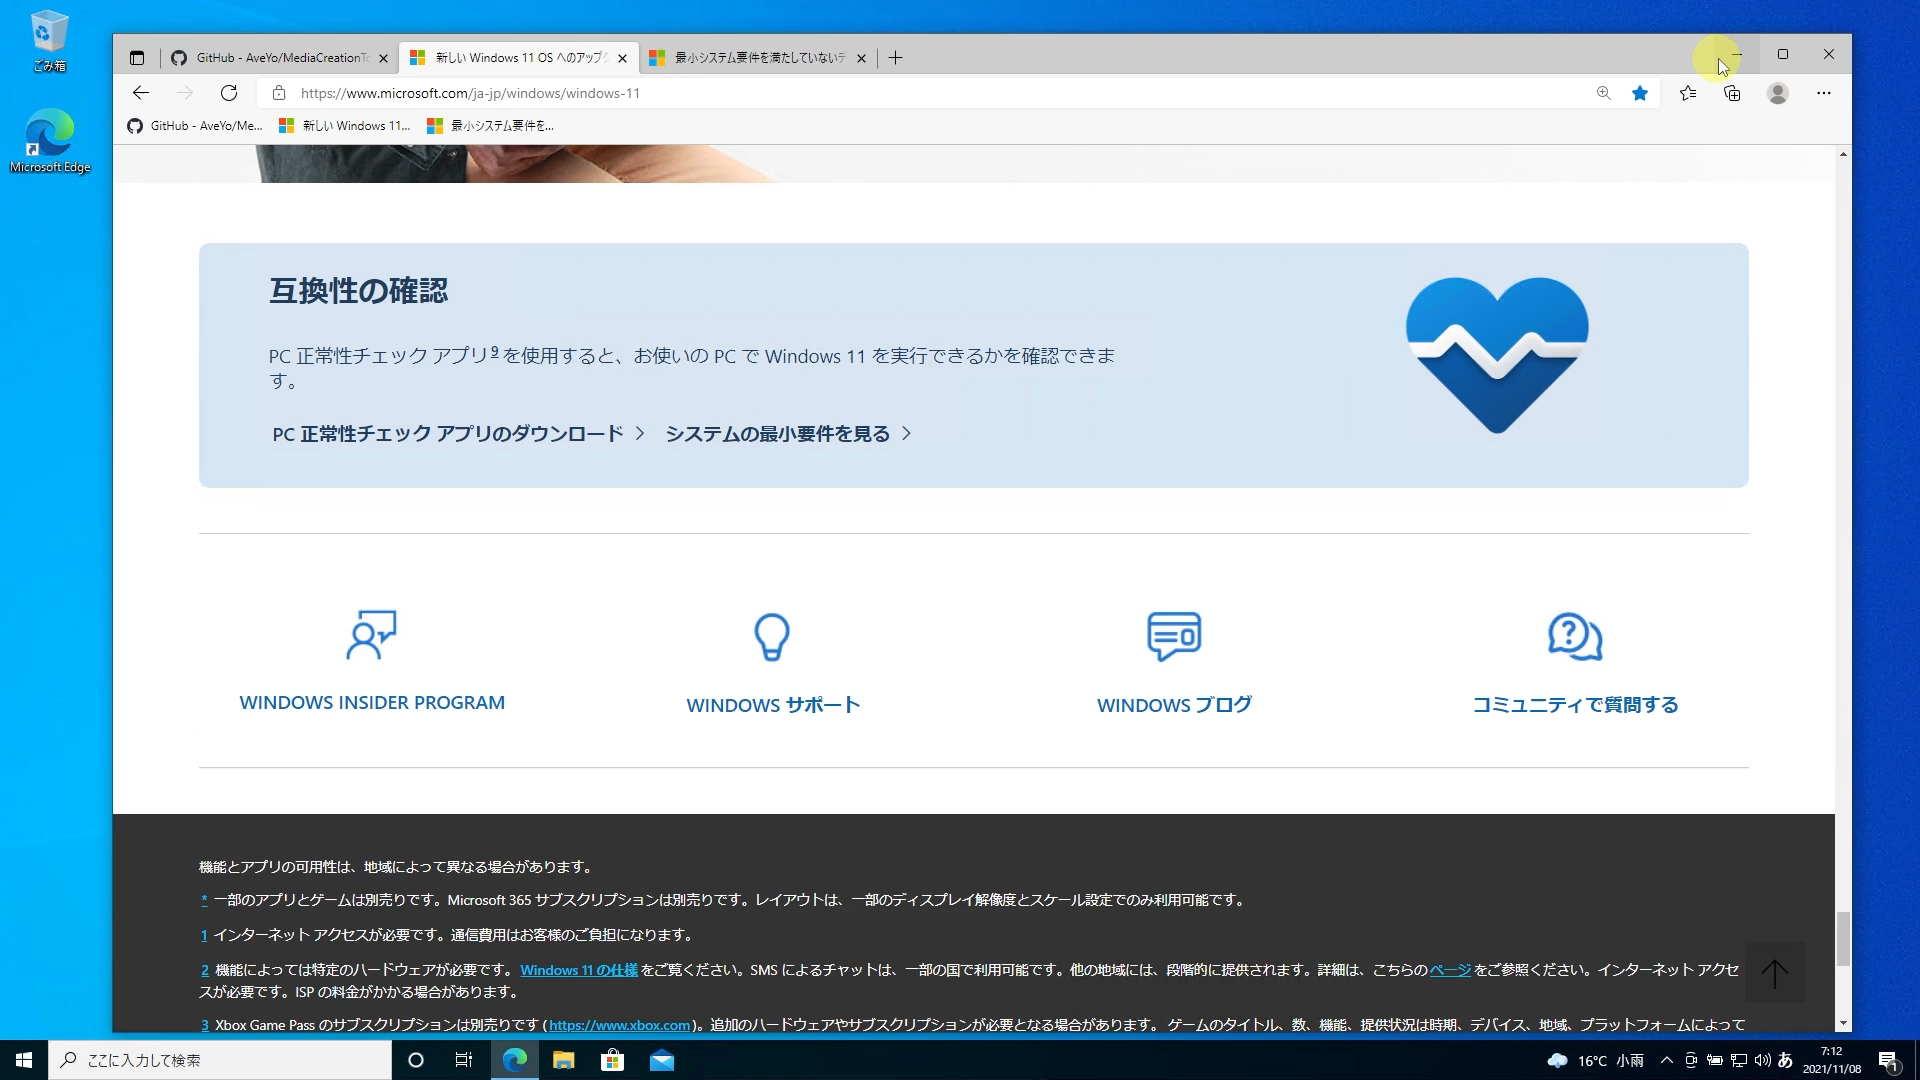 ごみ箱
Microsoft Edge
GitHub - AveYo/MediaCreationTo
新しい Windows 11 OS へのアップグ
最小システム要件を満たしていないデ
https://www.microsoft.com/ja-jp/windows/windows-11
GitHub - AveYo/Me...
新しい Windows 11...
最小システム要件を...
互換性の確認
PC 正常性チェック アプリ9 を使用すると、お使いの PC で Windows 11 を実行できるかを確認できま
す。
PC 正常性チェック アプリのダウンロード
システムの最小要件を見る
WINDOWS INSIDER PROGRAM
WINDOWS サポート
WINDOWS ブログ
コミュニティで質問する
機能とアプリの可用性は、地域によって異なる場合があります。
* 一部のアプリとゲームは別売りです。Microsoft 365 サブスクリプションは別売りです。レイアウトは、一部のディスプレイ解像度とスケール設定でのみ利用可能です。
1 インターネット アクセスが必要です。通信費用はお客様のご負担になります。
2 機能によっては特定のハードウェアが必要です。Windows 11 の仕様 をご覧ください。SMS によるチャットは、一部の国で利用可能です。他の地域には、段階的に提供されます。詳細は、こちらの ページ をご参照ください。インターネット アクセ
スが必要です。ISP の料金がかかる場合があります。
3 Xbox Game Pass のサブスクリプションは別売りです (https://www.xbox.com)。追加のハードウェアやサブスクリプションが必要となる場合があります。 ゲームのタイトル、数、機能、提供状況は時期、デバイス、地域、プラットフォームによって
ここに入力して検索
16°C 小雨
あ
7:12
2021/11/08
1